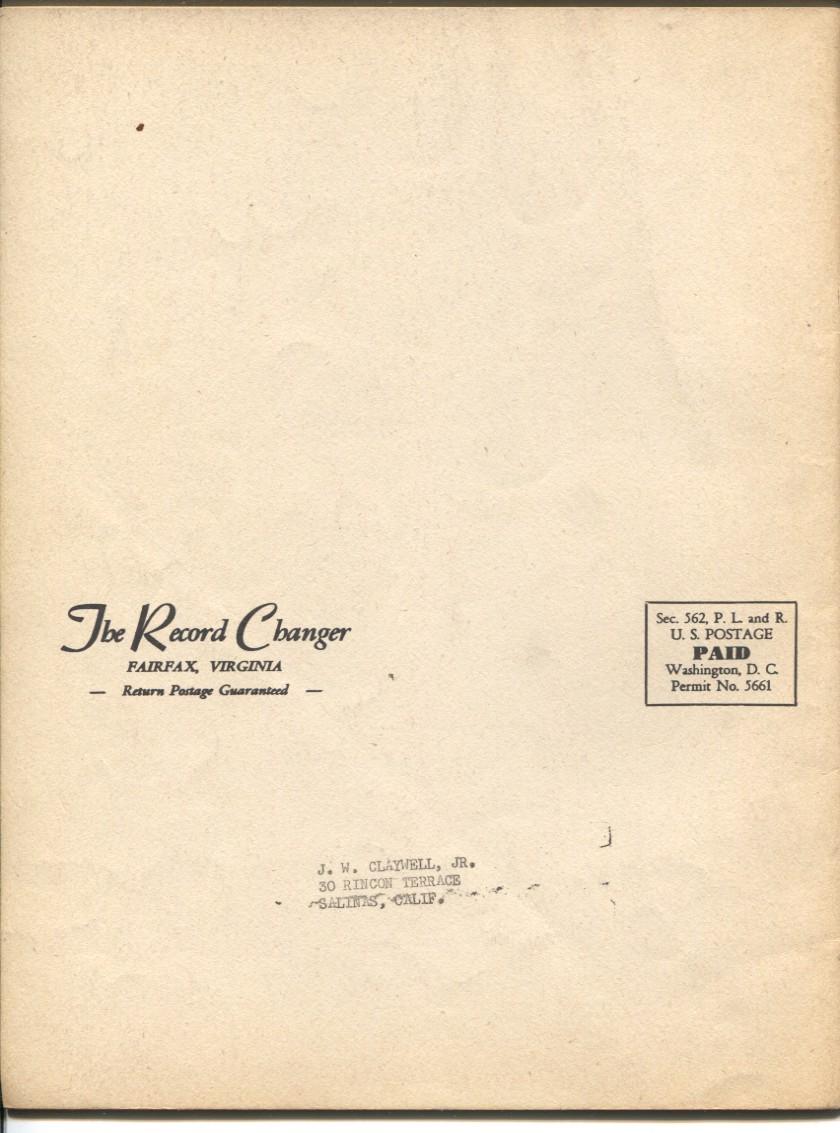 The Record Changer
FAIRFAX, VIRGINIA
— Return Postage Guaranteed —
Sec. 562, P. L. and R.
U. S. POSTAGE
PAID
Washington, D. C.
Permit No. 5661
J. W. CLAYWELL, JR.
30 RINCON TERRACE
SALINAS, CALIF.